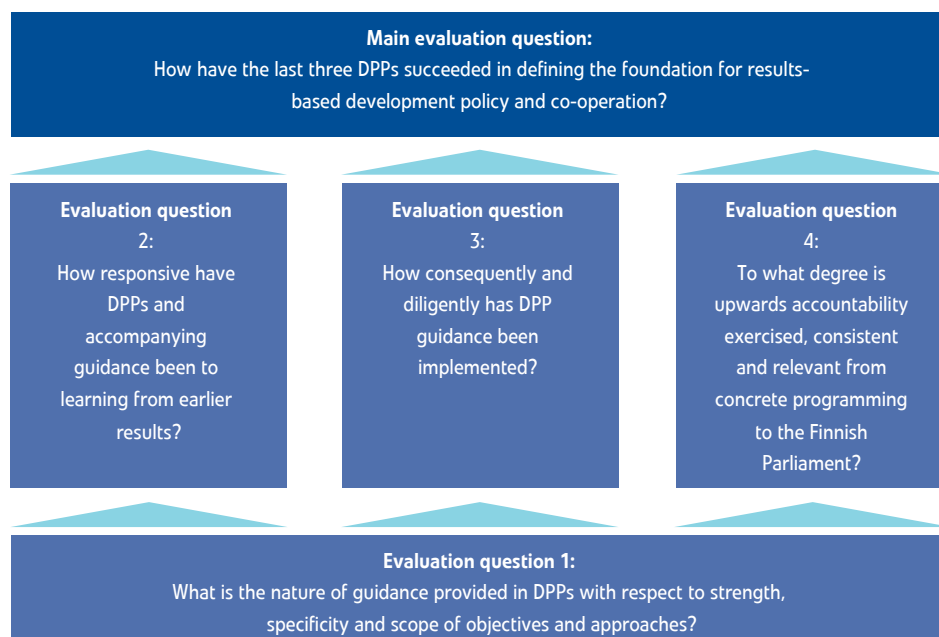 Main evaluation question:
How have the last three DPPs succeeded in defining the foundation for results-
based development policy and co-operation?
Evaluation question
2:
How responsive have
DPPs and
accompanying
guidance been to
learning from earlier
results?
Evaluation question
3:
How consequently and
diligently has DPP
guidance been
implemented?
Evaluation question
4:
To what degree is
upwards accountability
exercised, consistent
and relevant from
concrete programming
to the Finnish
Parliament?
Evaluation question 1:
What is the nature of guidance provided in DPPs with respect to strength,
specificity and scope of objectives and approaches?